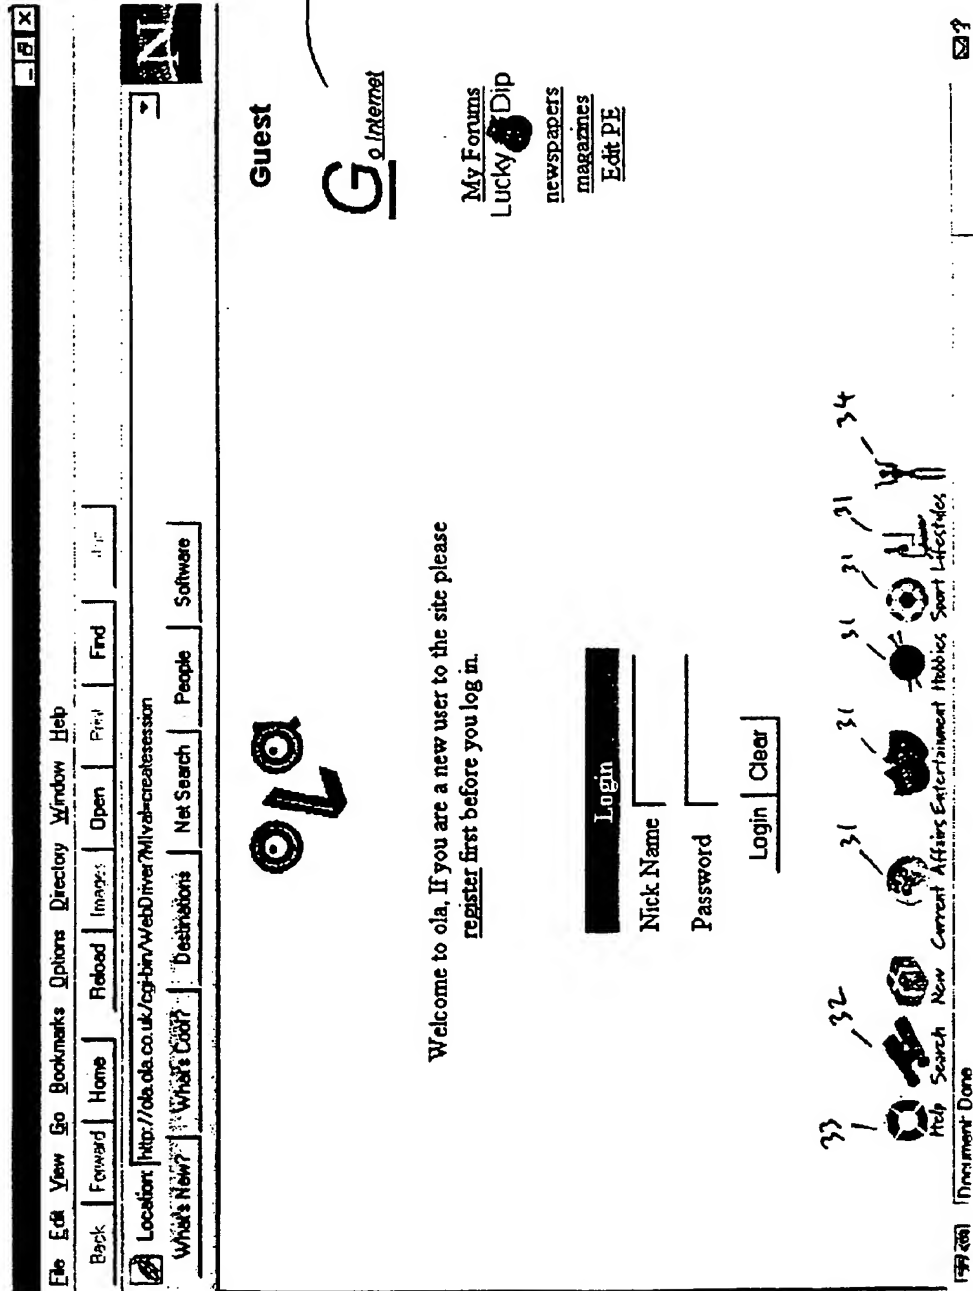 File Edit View Go Bookmarks Options Directory Window Help
Back Forward Home Reload Images Open Print Find
Location: http://ola.ola.co.uk/cgi-bin/WebDriver?MIval=createsession
What's New? What's Cool? Destinations Net Search People Software
N
Guest
ola
Go Internet
Welcome to ola, If you are a new user to the site please
register first before you log in.
My Forums
Lucky Dip
newspapers
magazines
Edit PE
Login
Nick Name
Password
Login Clear
33 32 31 31 31 31 31 34
Help Search New Current Affairs Entertainment Hobbies Sport Lifestyles
Document Done